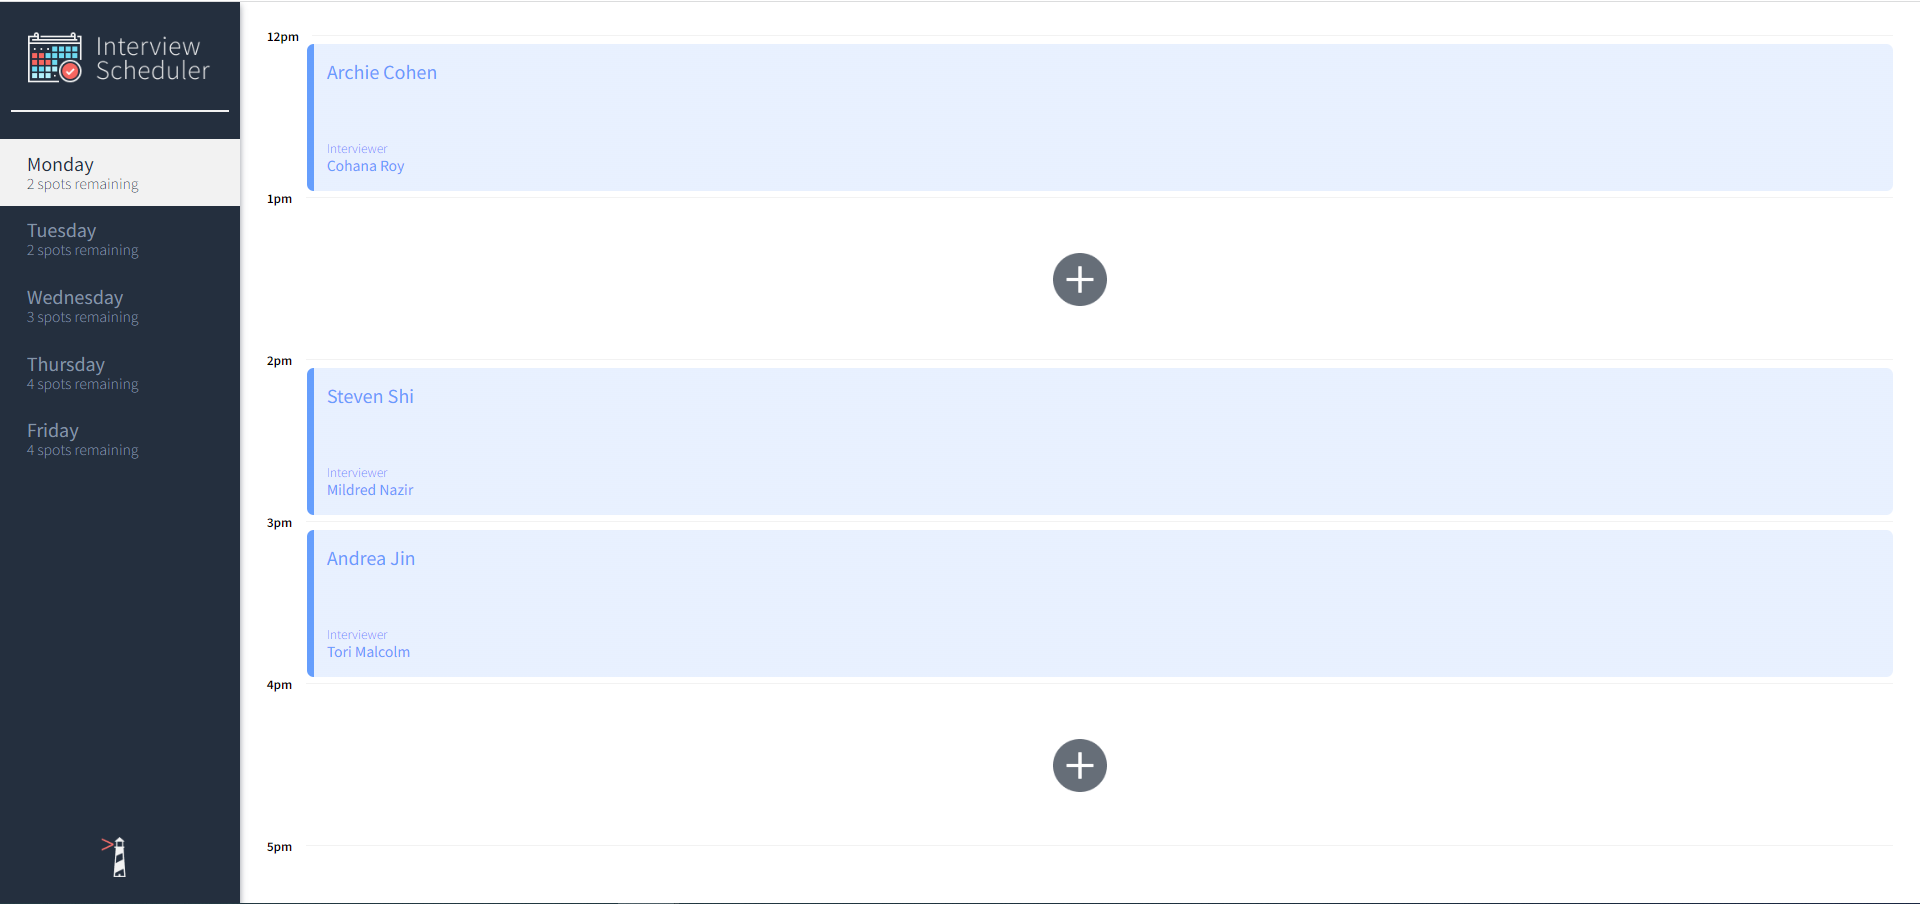 Interview
Scheduler
Monday
2 spots remaining
Tuesday
2 spots remaining
Wednesday
3 spots remaining
Thursday
4 spots remaining
Friday
4 spots remaining
12pm
Archie Cohen
Interviewer
Cohana Roy
1pm
2pm
Steven Shi
Interviewer
Mildred Nazir
3pm
Andrea Jin
Interviewer
Tori Malcolm
4pm
5pm